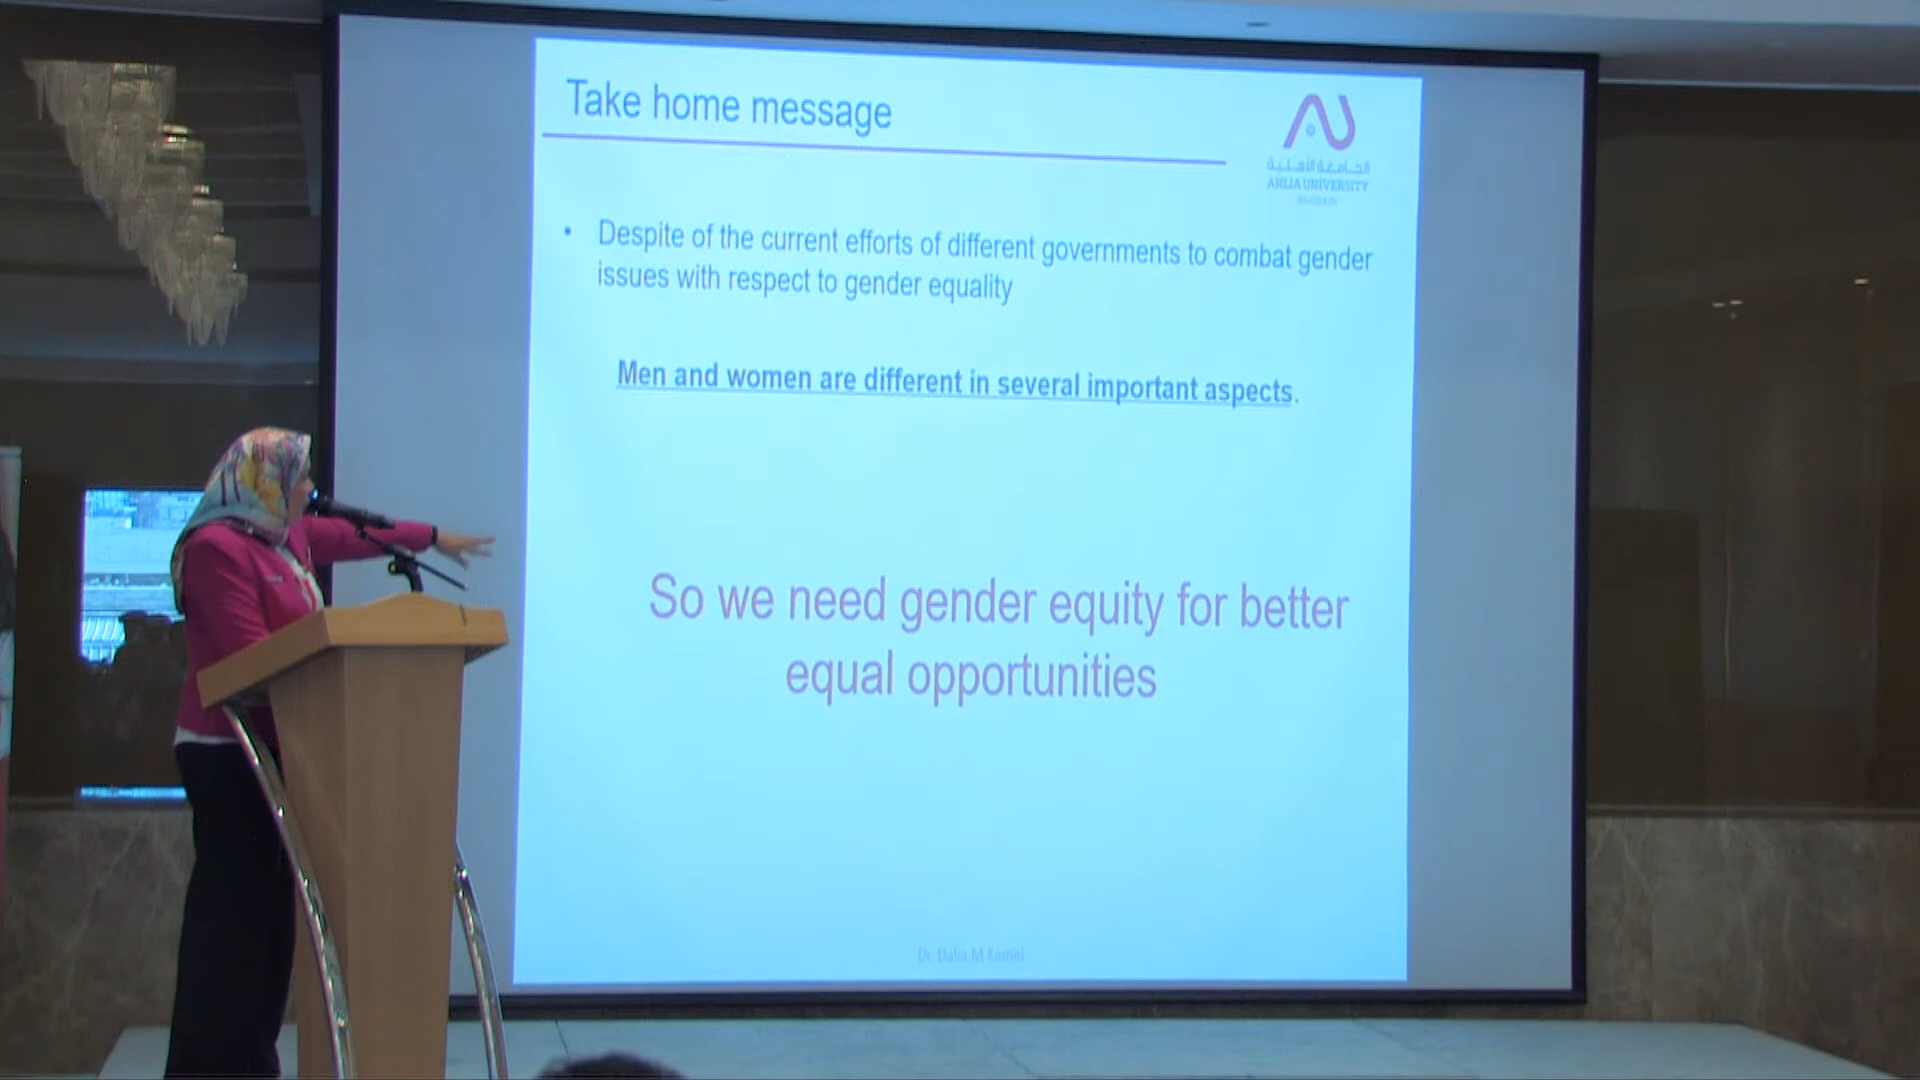 Take home message
الجامعة الأهلية
AHLIA UNIVERSITY
BAHRAIN
• Despite of the current efforts of different governments to combat gender
issues with respect to gender equality
Men and women are different in several important aspects.
So we need gender equity for better
equal opportunities
Dr. Dalia M Kamel